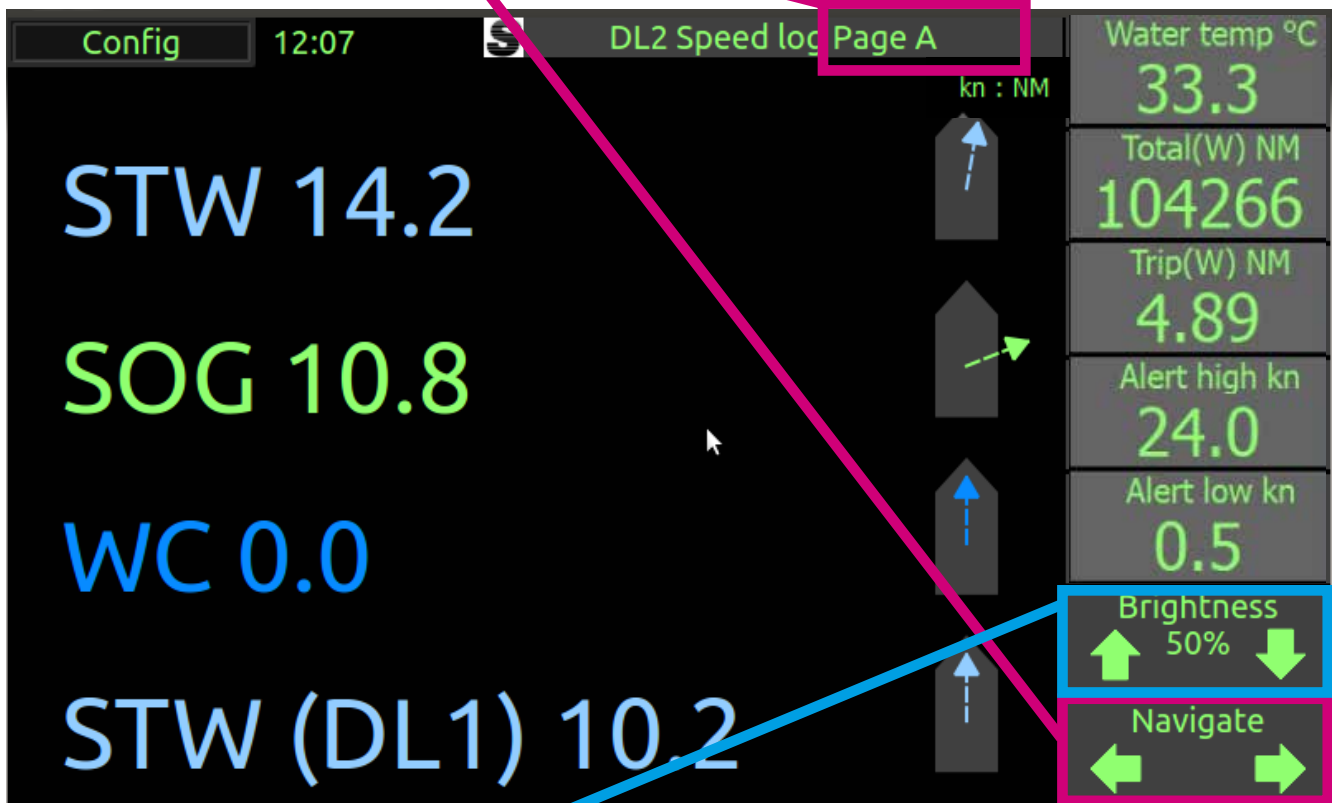 Config 12:07 S DL2 Speed log Page A
kn : NM
STW 14.2
SOG 10.8
WC 0.0
STW (DL1) 10.2
Water temp °C
33.3
Total(W) NM
104266
Trip(W) NM
4.89
Alert high kn
24.0
Alert low kn
0.5
Brightness
50%
Navigate